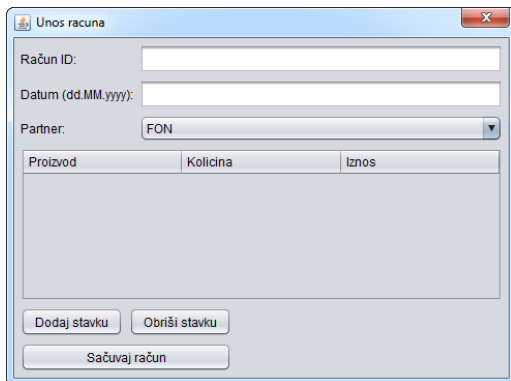 Unos racuna
Račun ID:
Datum (dd.MM.yyyy):
Partner: FON
Proizvod Kolicina Iznos
Dodaj stavku Obriši stavku
Sačuvaj račun